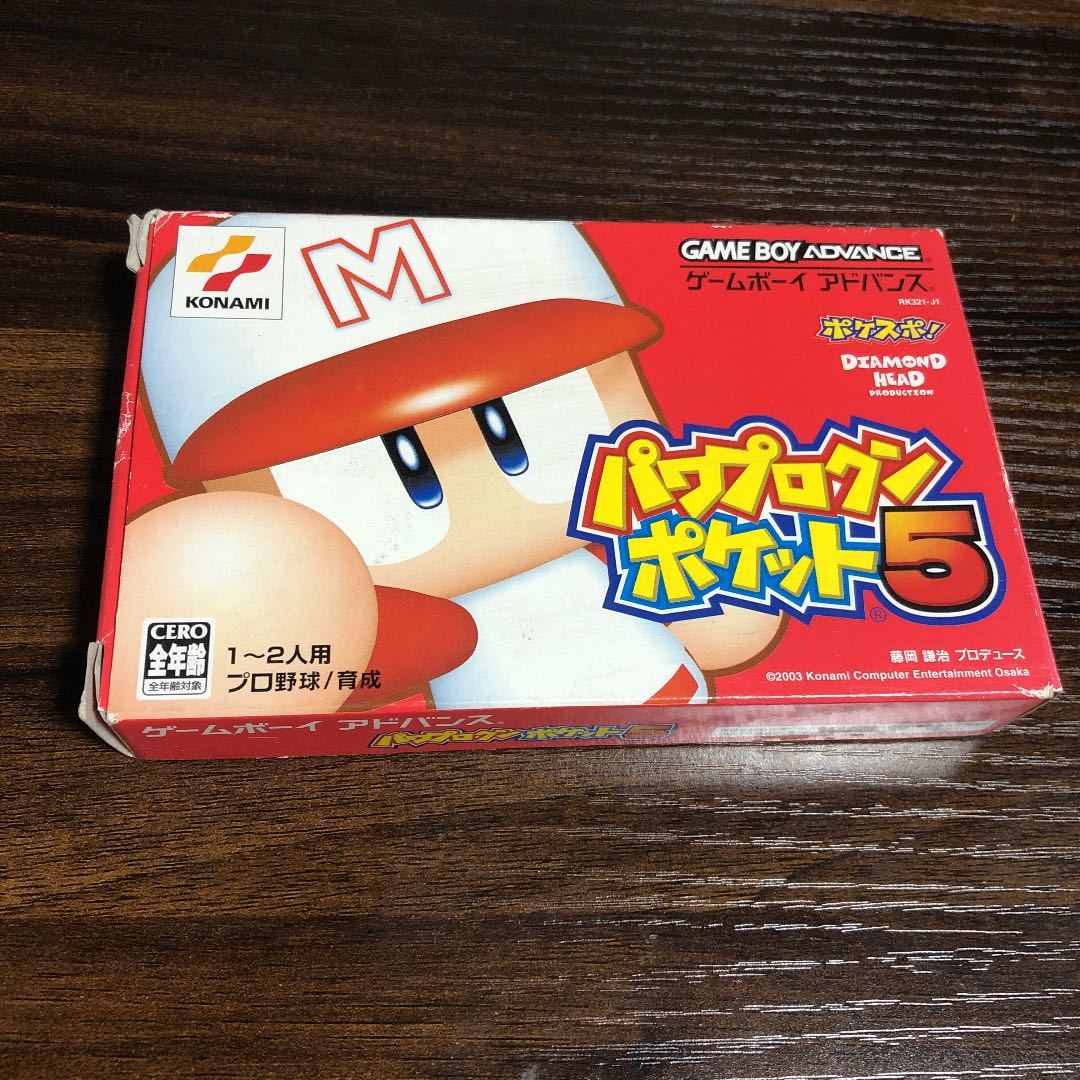 KONAMI
M
GAME BOY ADVANCE
ゲームボーイ アドバンス®
RK321-J1
ポケスポ!
DIAMOND
HEAD
PRODUCTION
パワプロクン
ポケット5
®
CERO
全年齢
全年齢対象
1〜2人用
プロ野球/育成
藤岡 謙治 プロデュース
©2003 Konami Computer Entertainment Osaka
ゲームボーイ アドバンス®
パワプロクンポケット5